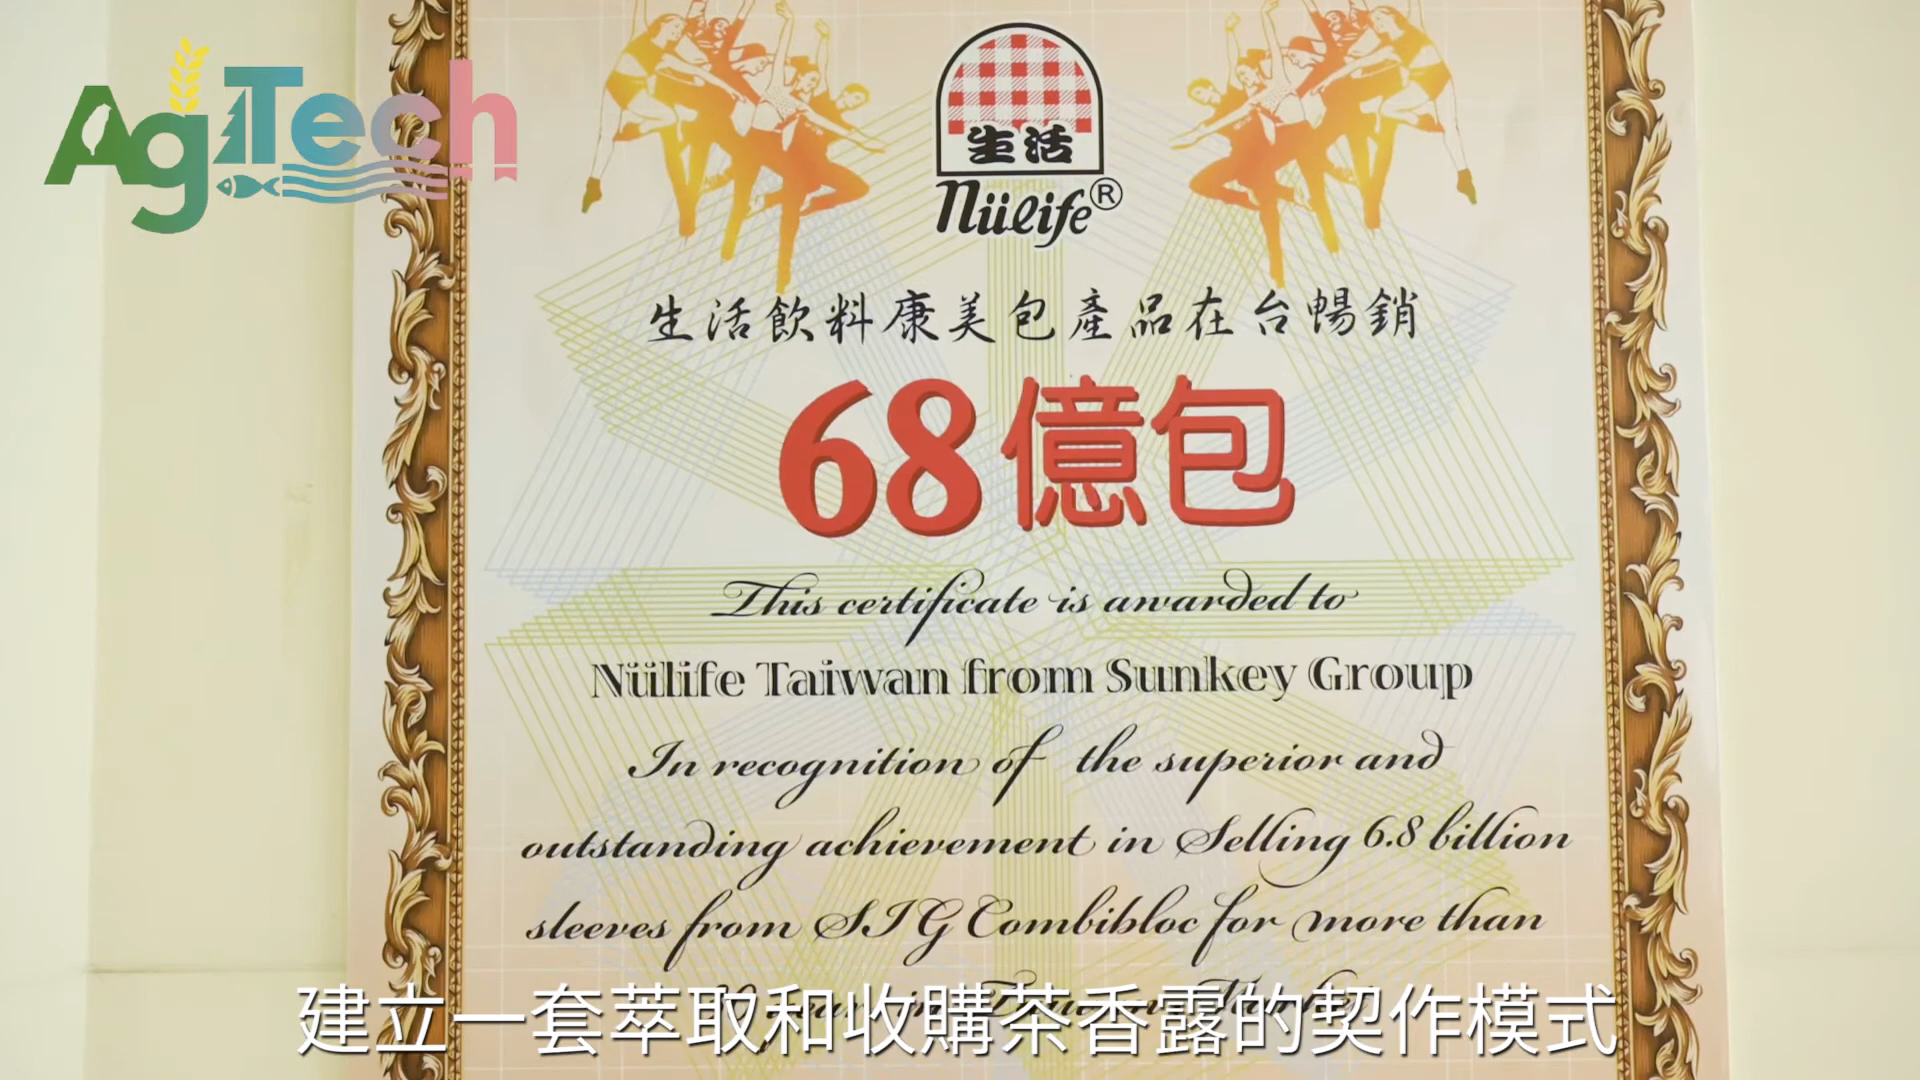 AgiTech
生活
Nülife®
生活飲料康美包產品在台暢銷
68億包
This certificate is awarded to
Nülife Taiwan from Sunkey Group
In recognition of the superior and
outstanding achievement in Selling 6.8 billion
sleeves from SIG Combibloc for more than
建立一套萃取和收購茶香露的契作模式